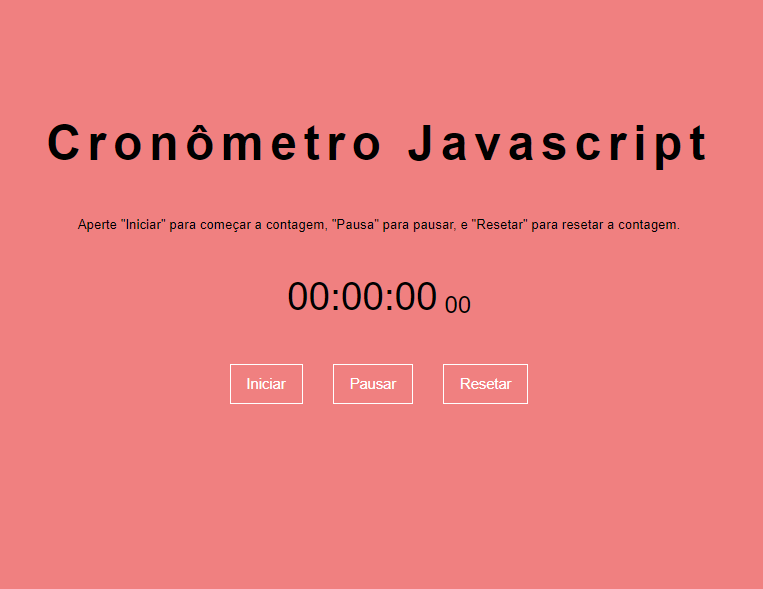 Cronômetro Javascript
Aperte "Iniciar" para começar a contagem, "Pausa" para pausar, e "Resetar" para resetar a contagem.
00:00:00 00
Iniciar Pausar Resetar